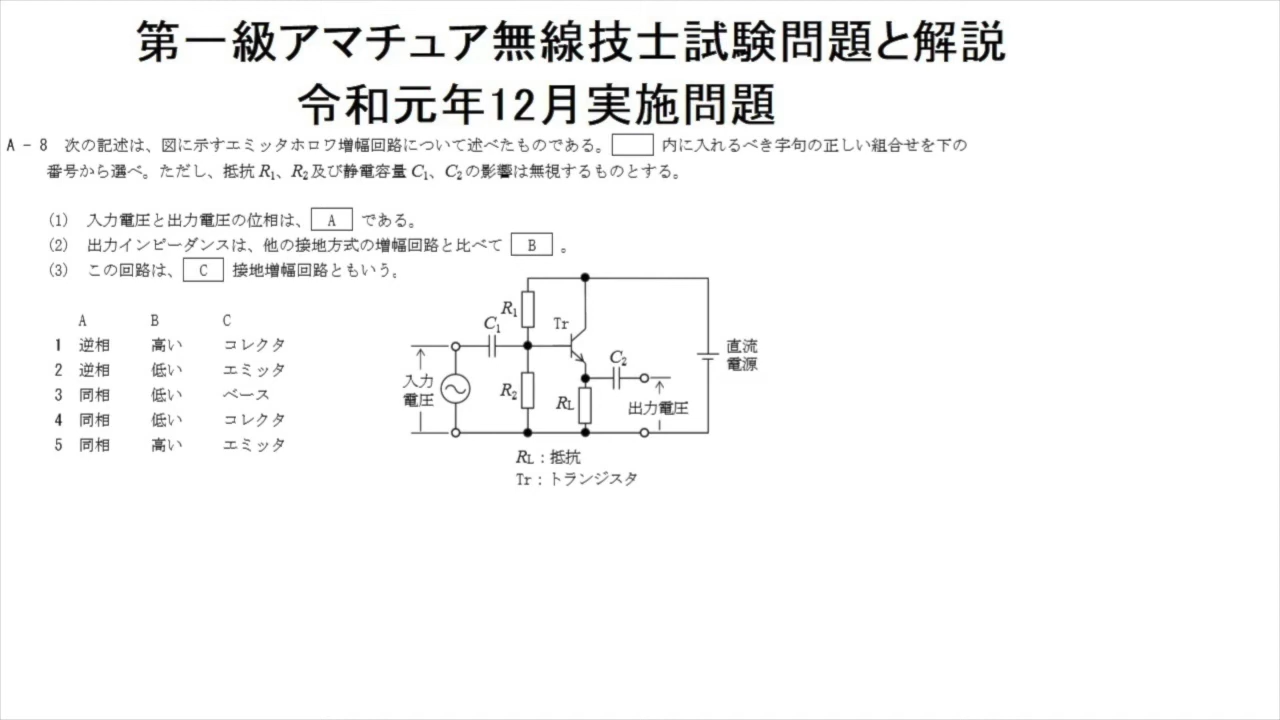 第一級アマチュア無線技士試験問題と解説
令和元年12月実施問題
A－8 次の記述は、図に示すエミッタホロワ増幅回路について述べたものである。 内に入れるべき字句の正しい組合せを下の
番号から選べ。ただし、抵抗 R1、R2 及び静電容量 C1、C2 の影響は無視するものとする。
(1) 入力電圧と出力電圧の位相は、 A である。
(2) 出力インピーダンスは、他の接地方式の増幅回路と比べて B 。
(3) この回路は、 C 接地増幅回路ともいう。
A B C
1 逆相 高い コレクタ
2 逆相 低い エミッタ
3 同相 低い ベース
4 同相 低い コレクタ
5 同相 高い エミッタ
R1
C1
Tr
直流
電源
C2
入力
電圧
R2
RL
出力電圧
RL：抵抗
Tr：トランジスタ